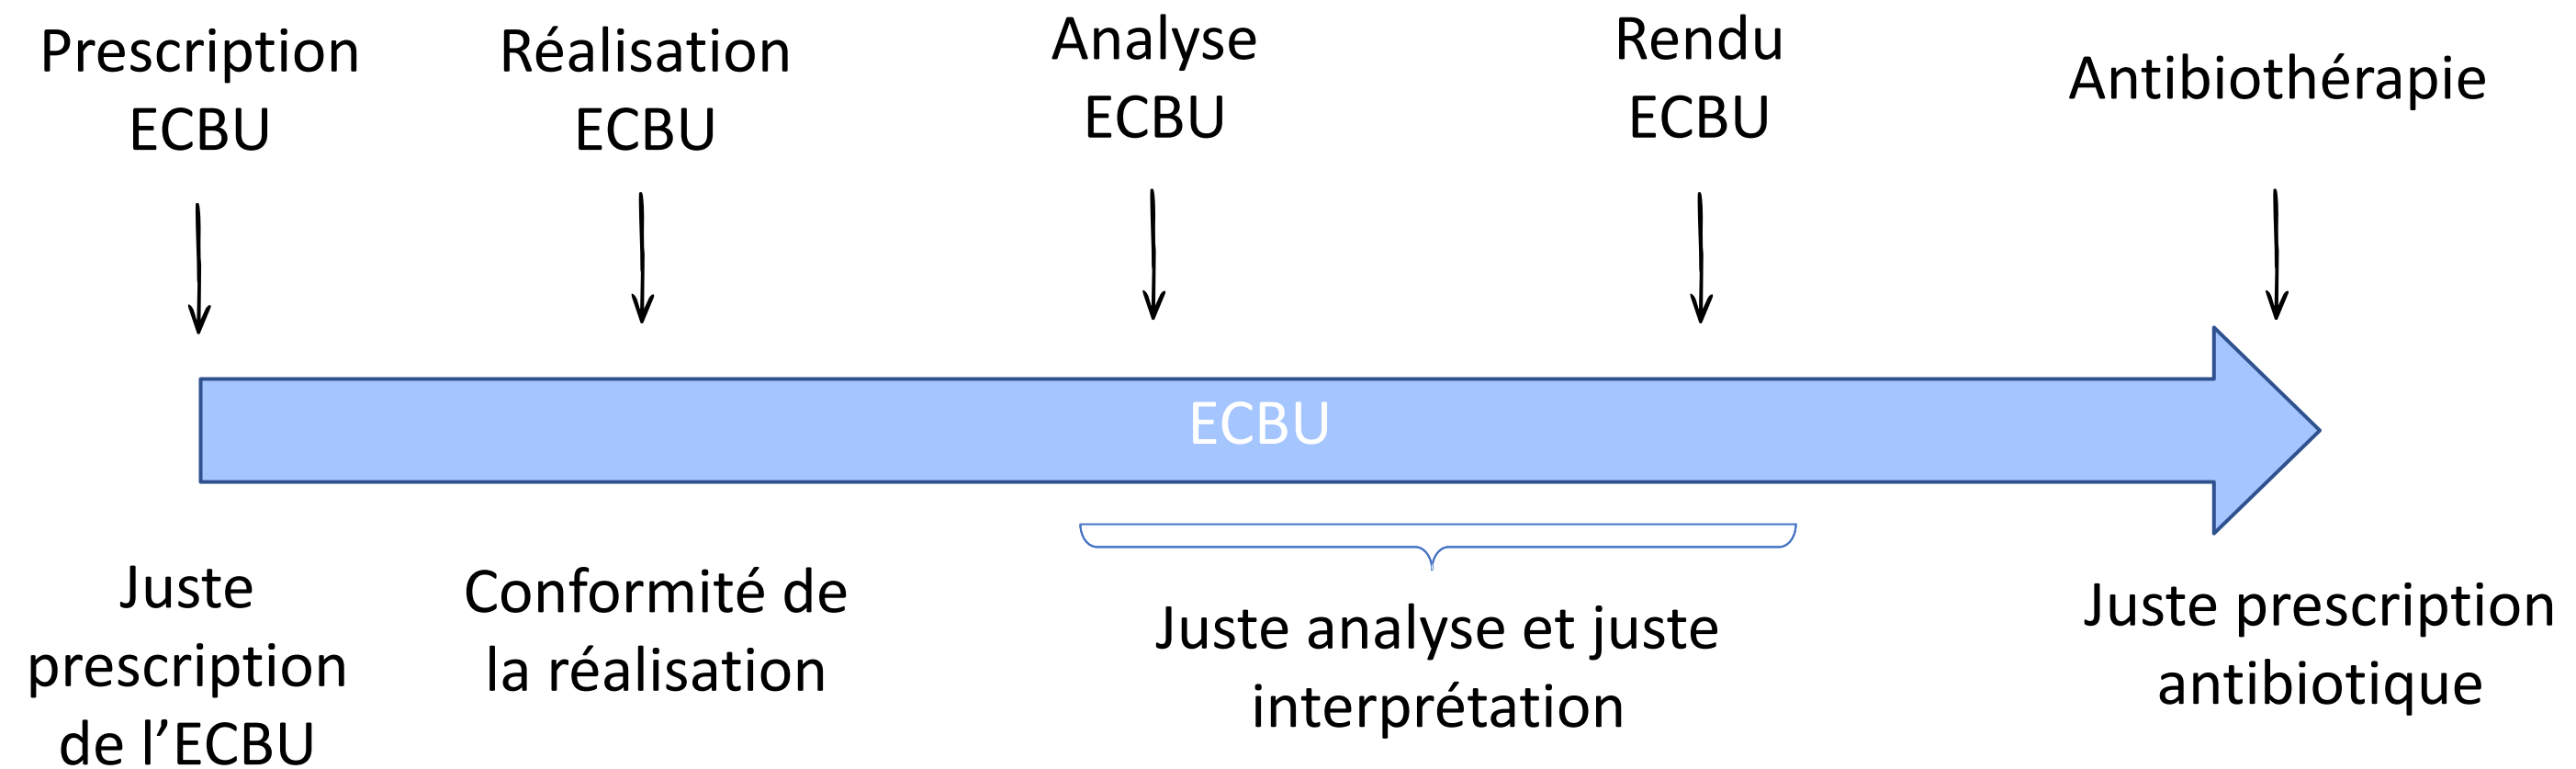 Prescription
ECBU
Réalisation
ECBU
Analyse
ECBU
Rendu
ECBU
Antibiothérapie
ECBU
Juste
prescription
de l’ECBU
Conformité de
la réalisation
Juste analyse et juste
interprétation
Juste prescription
antibiotique